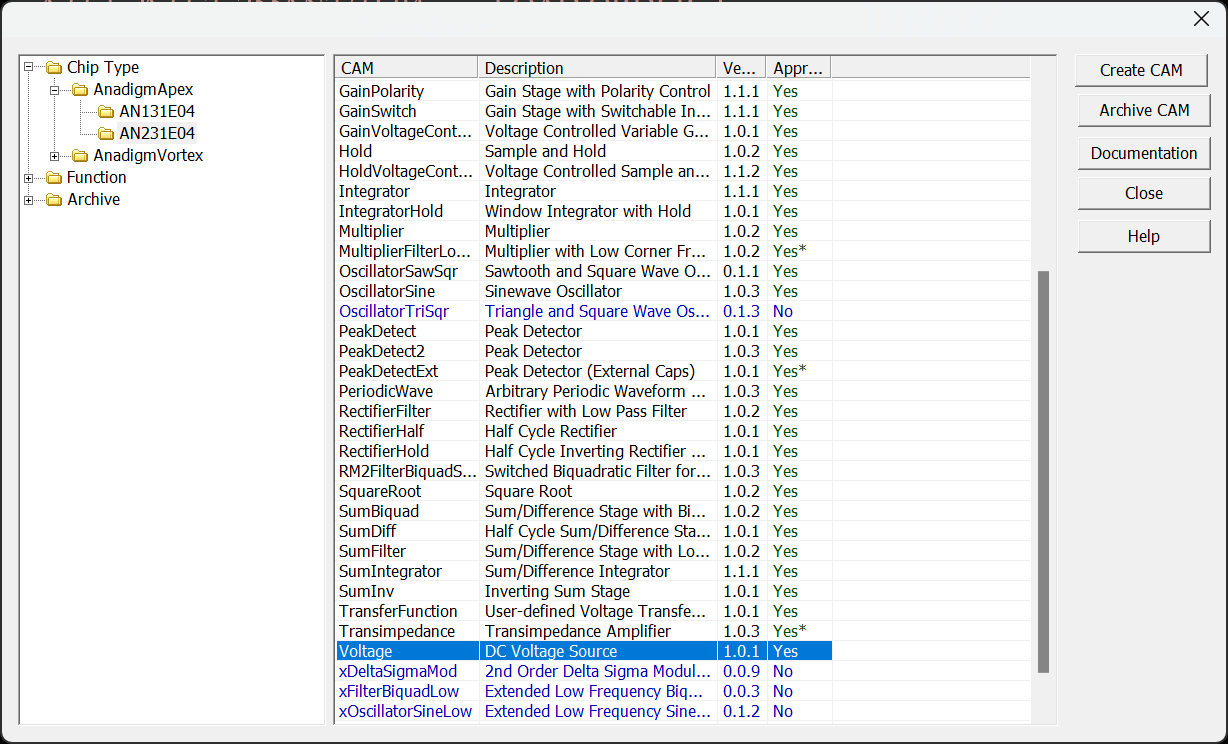 Chip Type
AnadigmApex
AN131E04
AN231E04
AnadigmVortex
Function
Archive
CAM Description Ve... Appr...
GainPolarity Gain Stage with Polarity Control 1.1.1 Yes
GainSwitch Gain Stage with Switchable In... 1.1.1 Yes
GainVoltageCont... Voltage Controlled Variable G... 1.0.1 Yes
Hold Sample and Hold 1.0.2 Yes
HoldVoltageCont... Voltage Controlled Sample an... 1.1.2 Yes
Integrator Integrator 1.1.1 Yes
IntegratorHold Window Integrator with Hold 1.0.1 Yes
Multiplier Multiplier 1.0.2 Yes
MultiplierFilterLo... Multiplier with Low Corner Fr... 1.0.2 Yes*
OscillatorSawSqr Sawtooth and Square Wave O... 0.1.1 Yes
OscillatorSine Sinewave Oscillator 1.0.3 Yes
OscillatorTriSqr Triangle and Square Wave Os... 0.1.3 No
PeakDetect Peak Detector 1.0.1 Yes
PeakDetect2 Peak Detector 1.0.3 Yes
PeakDetectExt Peak Detector (External Caps) 1.0.1 Yes*
PeriodicWave Arbitrary Periodic Waveform ... 1.0.3 Yes
RectifierFilter Rectifier with Low Pass Filter 1.0.2 Yes
RectifierHalf Half Cycle Rectifier 1.0.1 Yes
RectifierHold Half Cycle Inverting Rectifier ... 1.0.1 Yes
RM2FilterBiquadS... Switched Biquadratic Filter for... 1.0.3 Yes
SquareRoot Square Root 1.0.2 Yes
SumBiquad Sum/Difference Stage with Bi... 1.0.2 Yes
SumDiff Half Cycle Sum/Difference Sta... 1.0.1 Yes
SumFilter Sum/Difference Stage with Lo... 1.0.2 Yes
SumIntegrator Sum/Difference Integrator 1.1.1 Yes
SumInv Inverting Sum Stage 1.0.1 Yes
TransferFunction User-defined Voltage Transfe... 1.0.1 Yes
Transimpedance Transimpedance Amplifier 1.0.3 Yes*
Voltage DC Voltage Source 1.0.1 Yes
xDeltaSigmaMod 2nd Order Delta Sigma Modul... 0.0.9 No
xFilterBiquadLow Extended Low Frequency Biq... 0.0.3 No
xOscillatorSineLow Extended Low Frequency Sine... 0.1.2 No
Create CAM
Archive CAM
Documentation
Close
Help